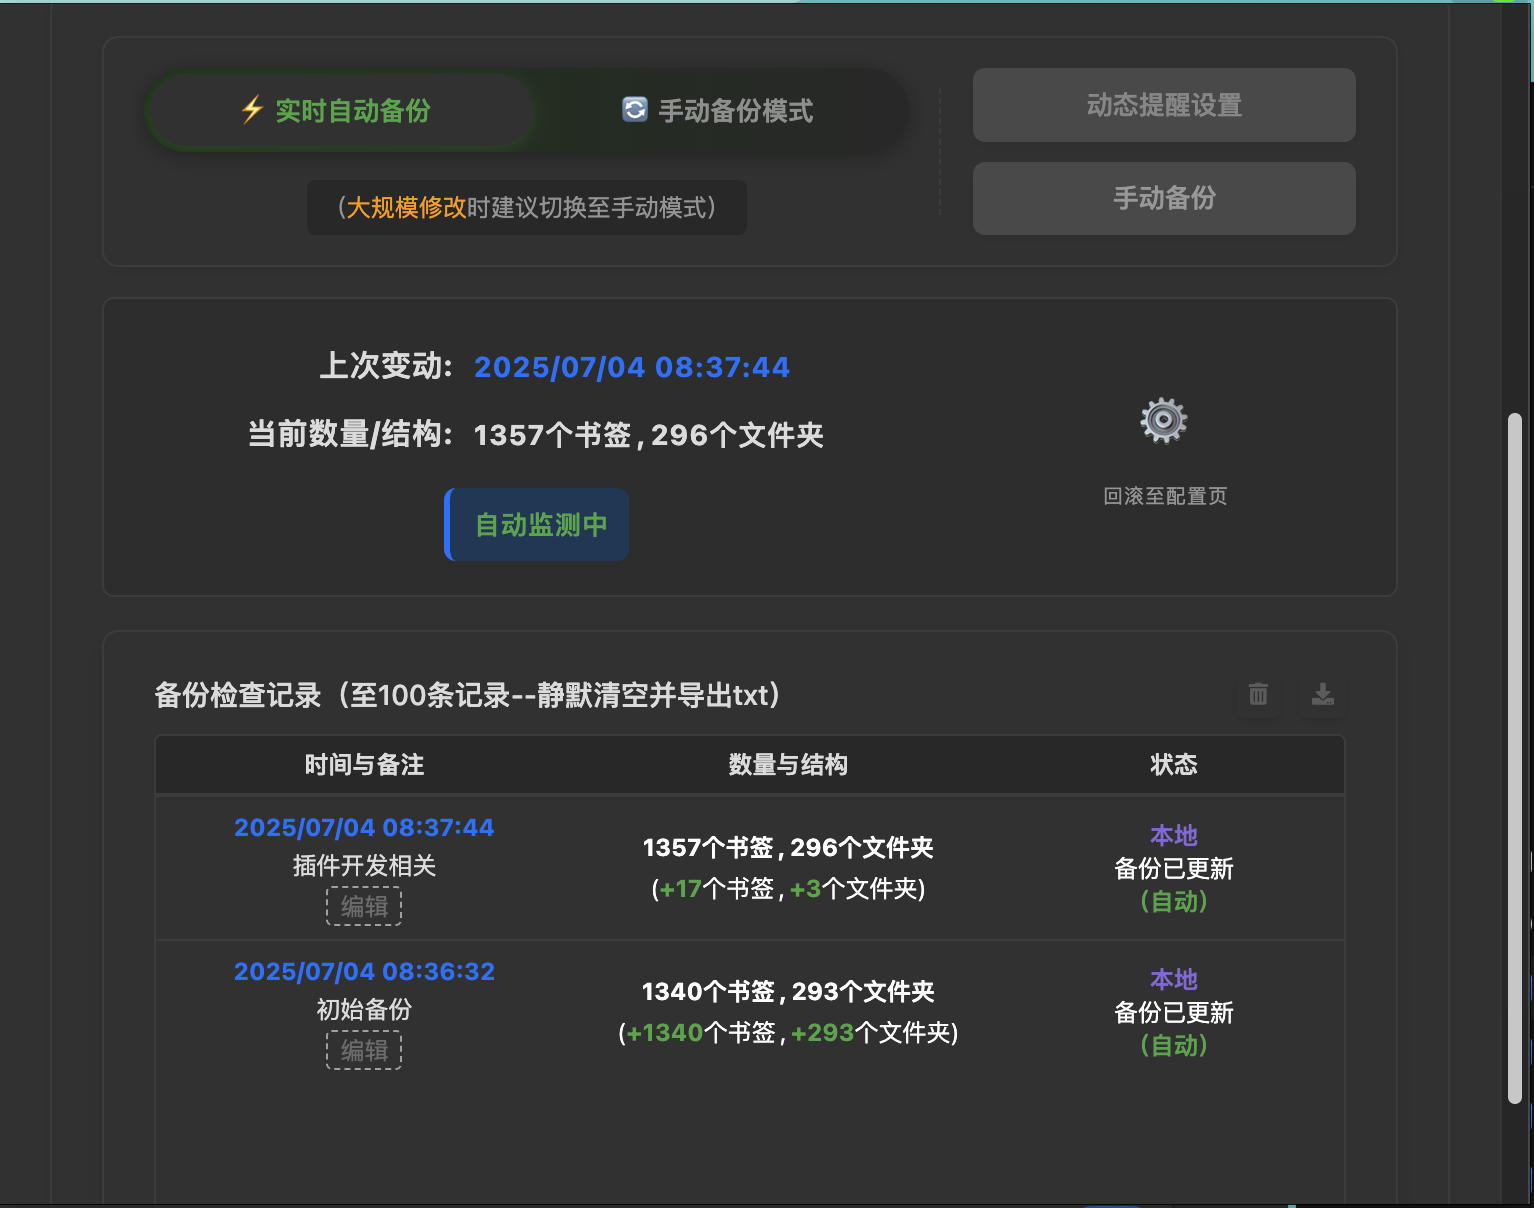 ⚡ 实时自动备份
🔄 手动备份模式
(大规模修改时建议切换至手动模式)
动态提醒设置
手动备份
上次变动: 2025/07/04 08:37:44
当前数量/结构: 1357个书签 , 296个文件夹
自动监测中
回滚至配置页
备份检查记录（至100条记录--静默清空并导出txt）
时间与备注 数量与结构 状态
2025/07/04 08:37:44
插件开发相关
编辑
1357个书签 , 296个文件夹
(+17个书签 , +3个文件夹)
本地
备份已更新
(自动)
2025/07/04 08:36:32
初始备份
编辑
1340个书签 , 293个文件夹
(+1340个书签 , +293个文件夹)
本地
备份已更新
(自动)